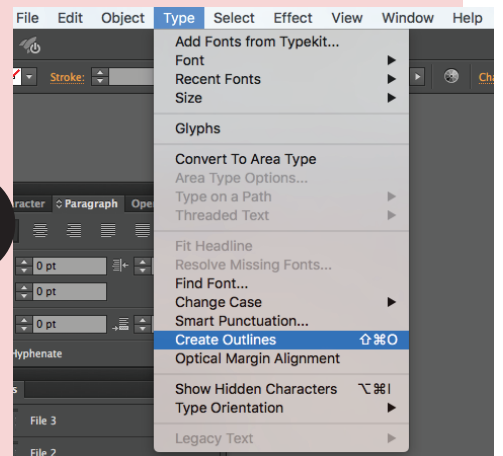 File Edit Object Type Select Effect View Window Help
Add Fonts from Typekit...
Stroke:
Font
Recent Fonts
Size
Glyphs
Convert To Area Type
Area Type Options...
Type on a Path
Threaded Text
Paragraph
Fit Headline
Resolve Missing Fonts...
0 pt
Find Font...
0 pt
Change Case
Smart Punctuation...
0 pt
Create Outlines ⇧⌘O
Optical Margin Alignment
Show Hidden Characters ⌥⌘I
Type Orientation
File 3
Legacy Text
File 2